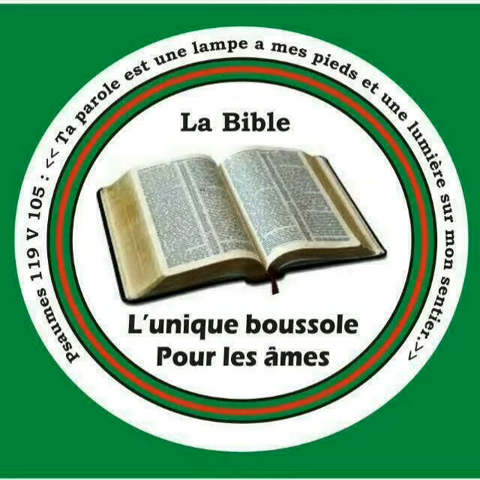 Psaumes 119 V 105 : << Ta parole est une lampe a mes pieds et une lumière sur mon sentier.>>
La Bible
L'unique boussole
Pour les âmes